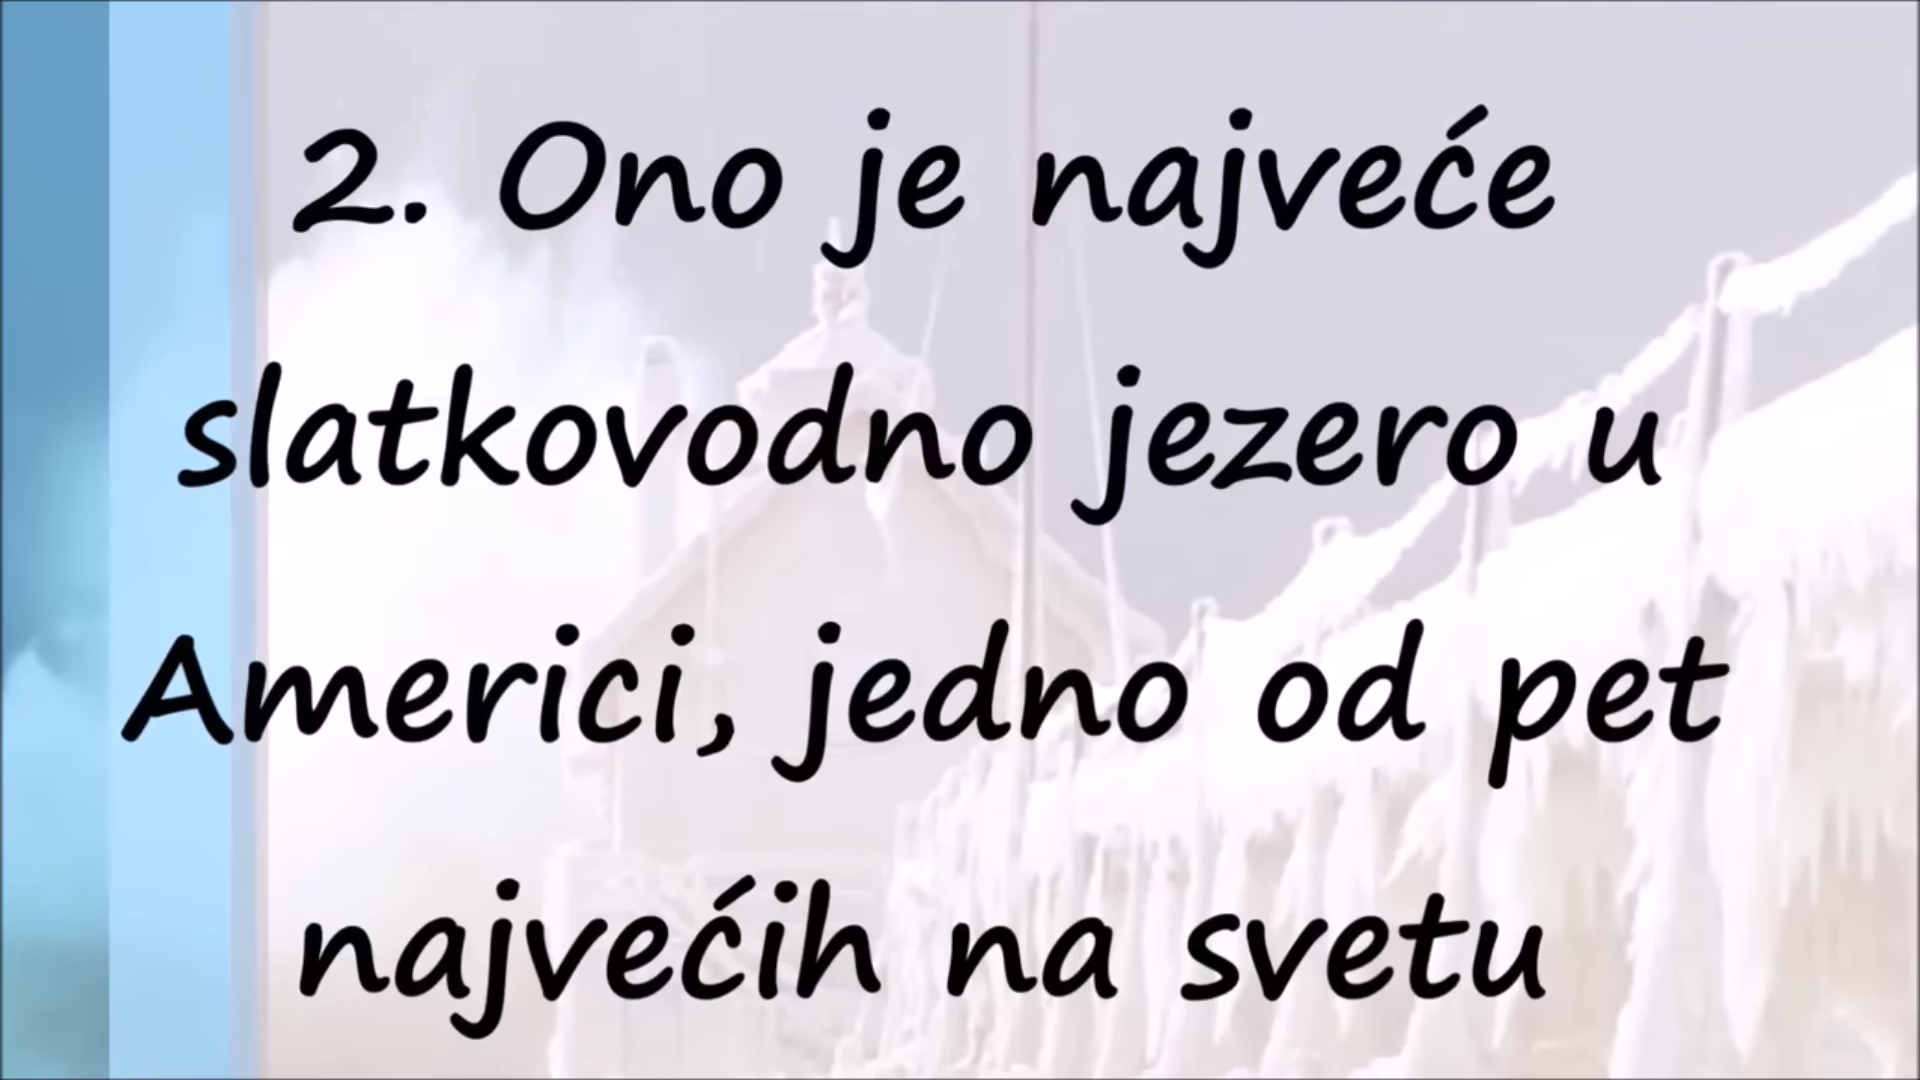 2. Ono je najveće
slatkovodno jezero u
Americi, jedno od pet
najvećih na svetu